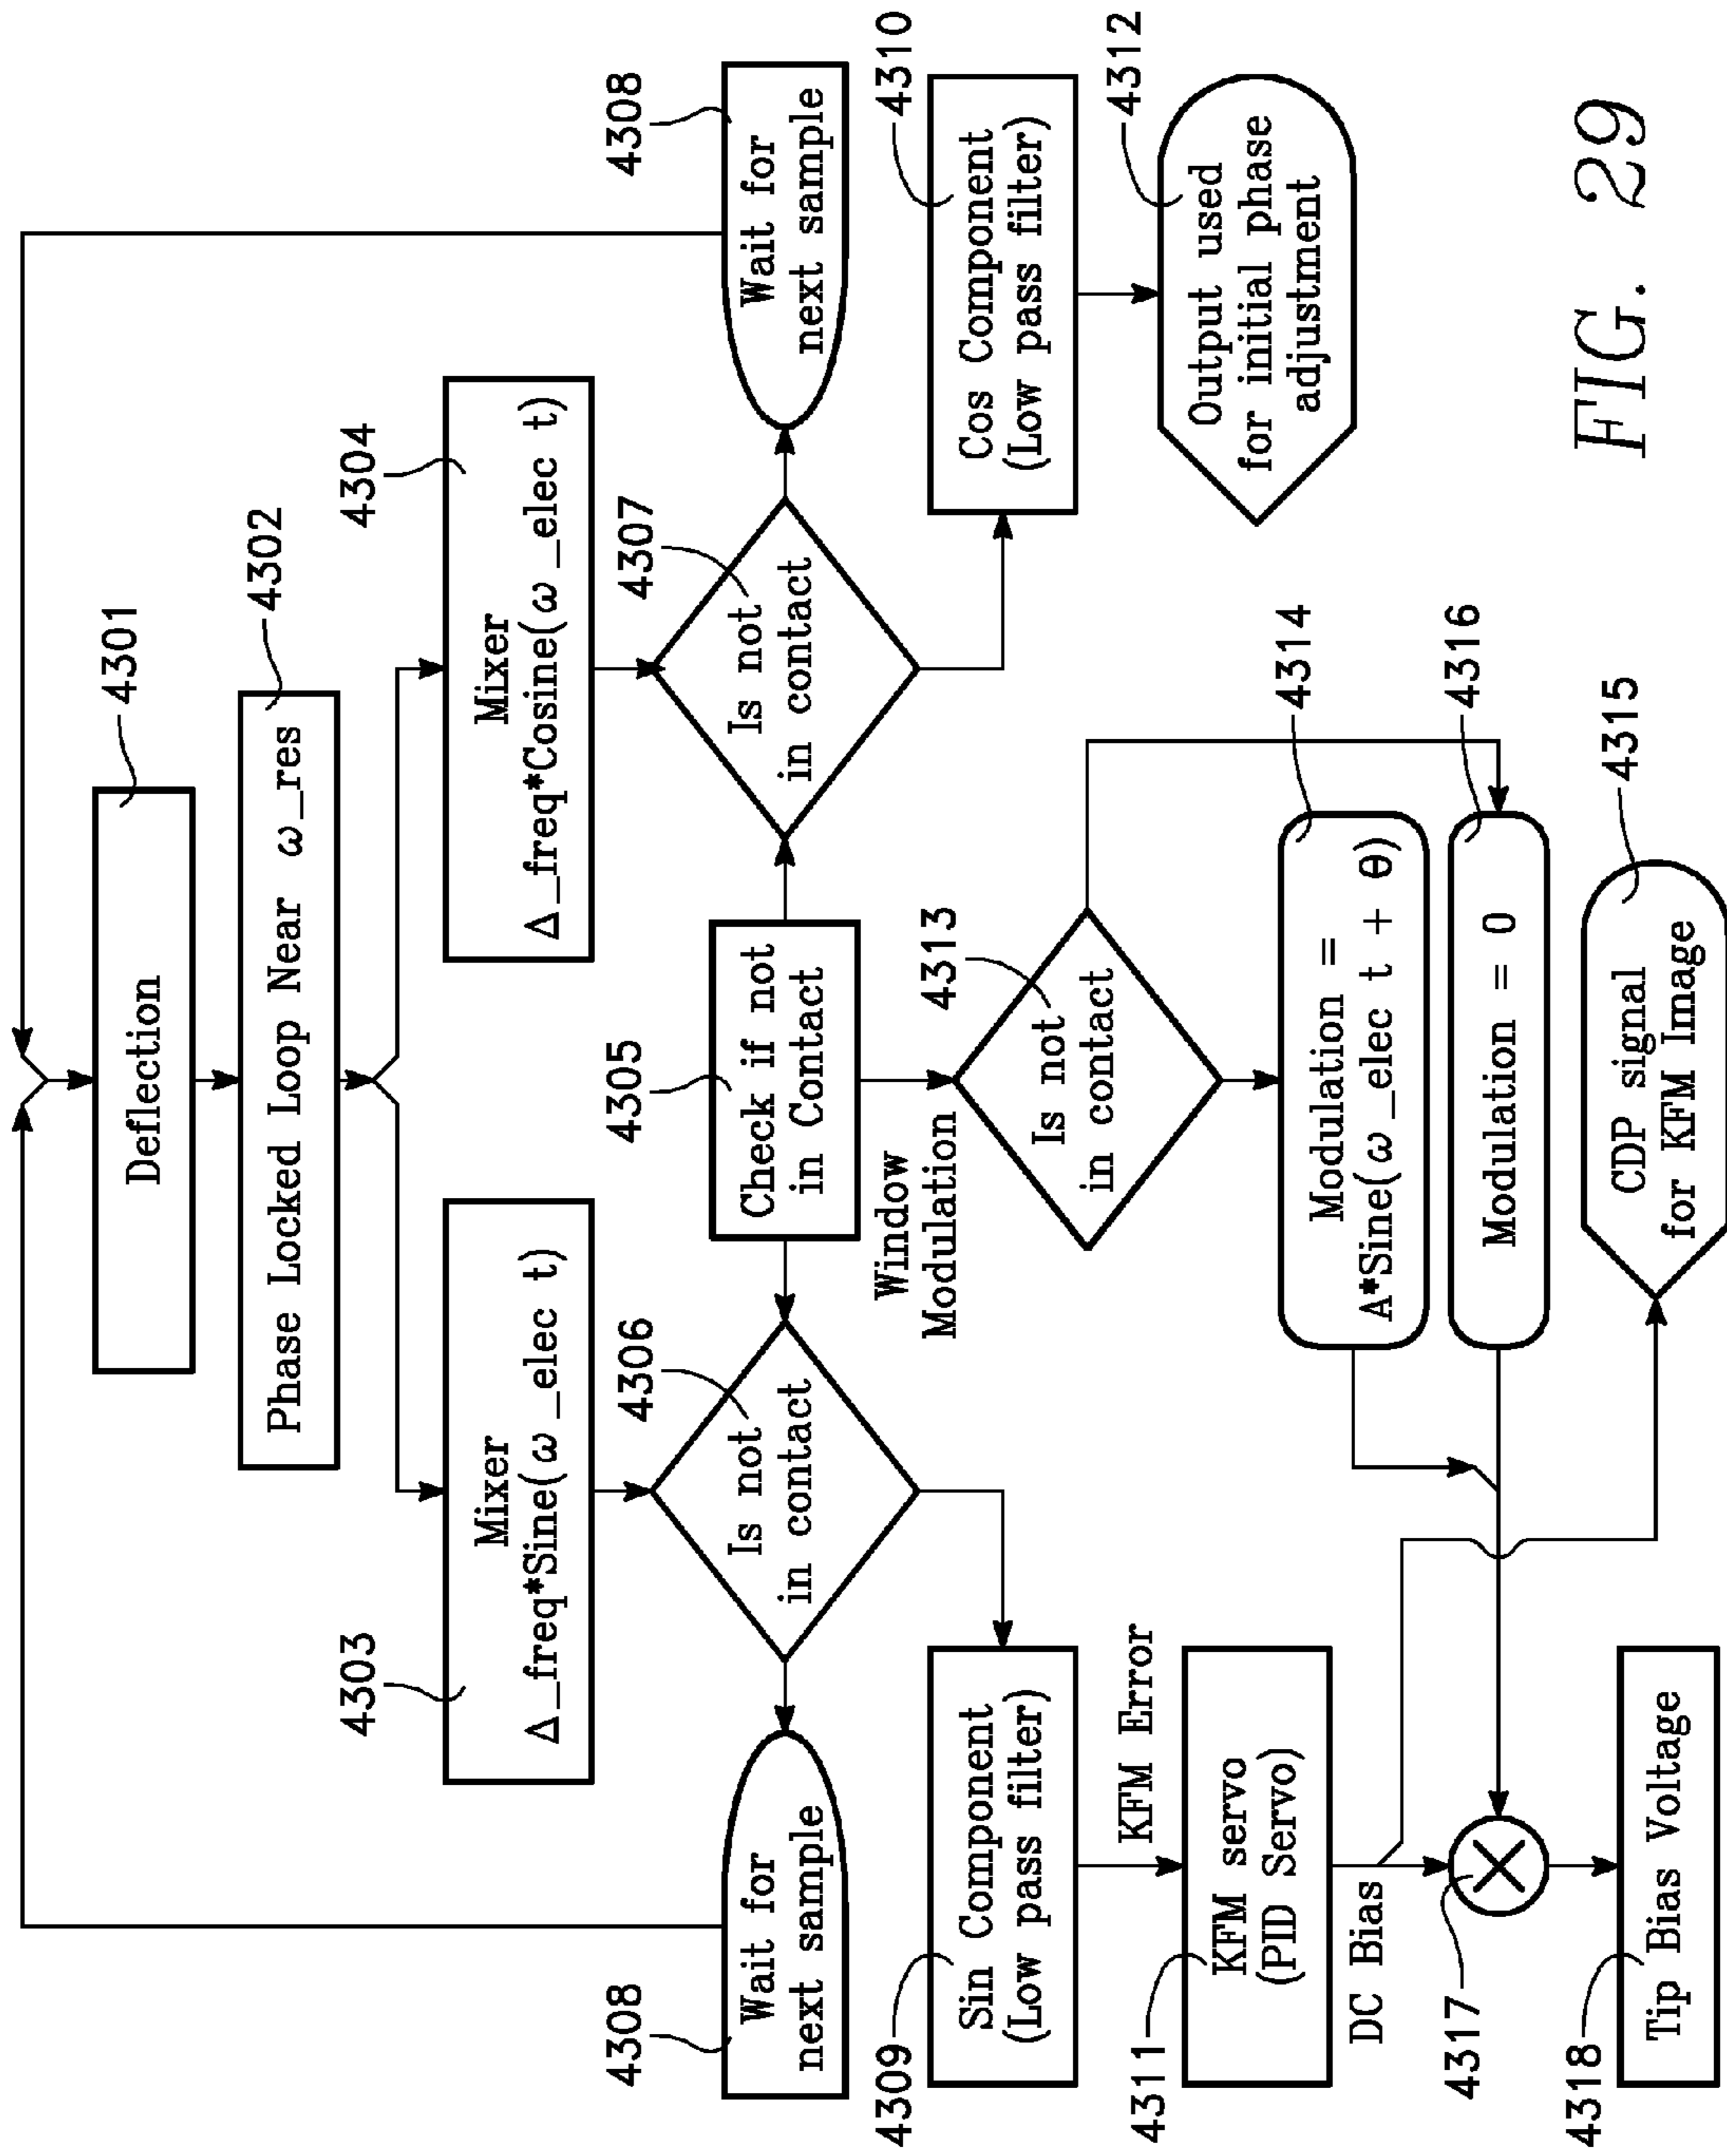 4301
Deflection
4302
Phase Locked Loop Near ω_res
4303
Mixer
Δ_freq*Sine(ω_elec t)
4304
Mixer
Δ_freq*Cosine(ω_elec t)
4305
Check if not
in Contact
4306
Is not
in contact
4307
Is not
in contact
4308
Wait for
next sample
4308
Wait for
next sample
4309
Sin Component
(Low pass filter)
KFM Error
4310
Cos Component
(Low pass filter)
Window
Modulation
4313
Is not
in contact
4311
KFM servo
(PID Servo)
DC Bias
4312
Output used
for initial phase
adjustment
4314
Modulation =
A*Sine(ω_elec t + θ)
4316
Modulation = 0
4315
CDP signal
for KFM Image
4317
4318
Tip Bias Voltage
FIG. 29